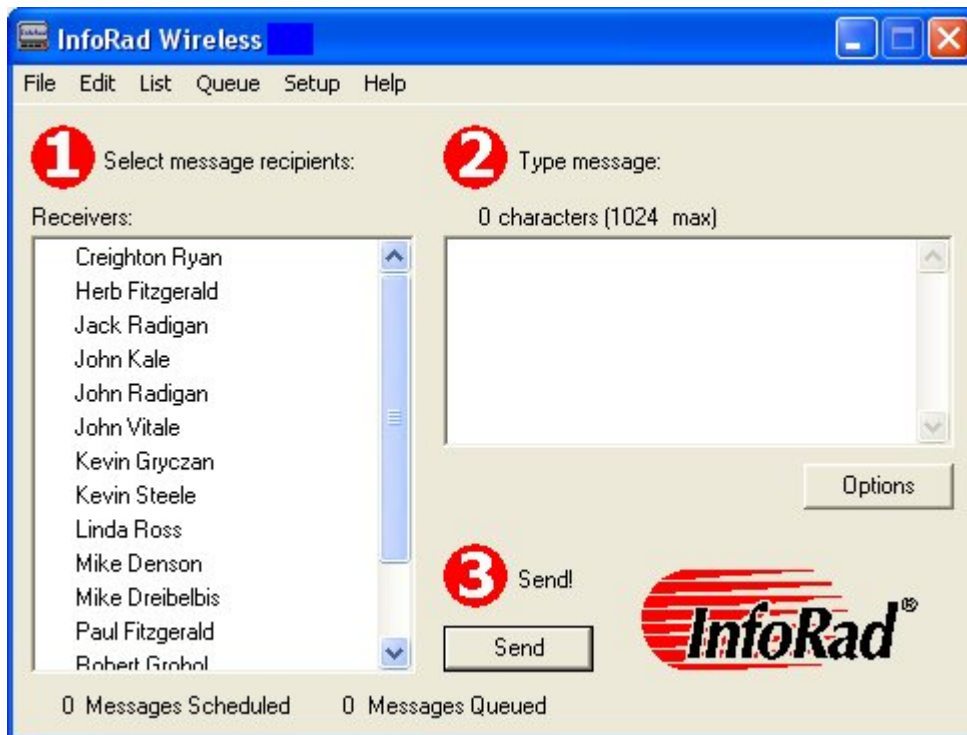 InfoRad Wireless
File Edit List Queue Setup Help
1 Select message recipients:
Receivers:
Creighton Ryan
Herb Fitzgerald
Jack Radigan
John Kale
John Radigan
John Vitale
Kevin Gryczan
Kevin Steele
Linda Ross
Mike Denson
Mike Dreibelbis
Paul Fitzgerald
Robert Grohol
2 Type message:
0 characters (1024 max)
Options
3 Send!
Send
InfoRad®
0 Messages Scheduled 0 Messages Queued